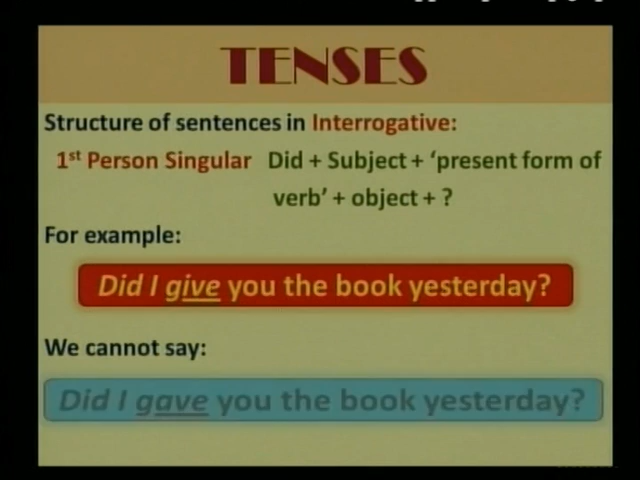 TENSES
Structure of sentences in Interrogative:
1st Person Singular Did + Subject + ‘present form of
verb’ + object + ?
For example:
Did I give you the book yesterday?
We cannot say:
Did I gave you the book yesterday?